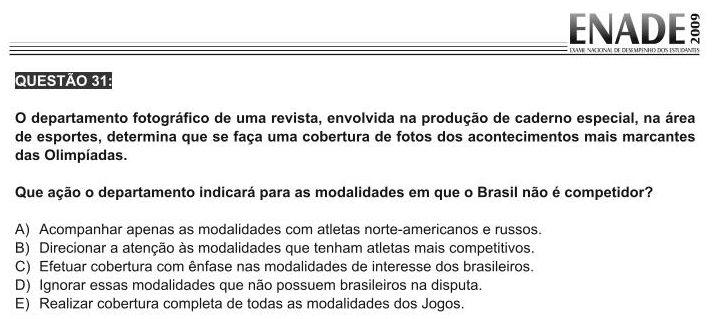 ENADE 2009
EXAME NACIONAL DE DESEMPENHO DOS ESTUDANTES
QUESTÃO 31:
O departamento fotográfico de uma revista, envolvida na produção de caderno especial, na área
de esportes, determina que se faça uma cobertura de fotos dos acontecimentos mais marcantes
das Olimpíadas.
Que ação o departamento indicará para as modalidades em que o Brasil não é competidor?
A) Acompanhar apenas as modalidades com atletas norte-americanos e russos.
B) Direcionar a atenção às modalidades que tenham atletas mais competitivos.
C) Efetuar cobertura com ênfase nas modalidades de interesse dos brasileiros.
D) Ignorar essas modalidades que não possuem brasileiros na disputa.
E) Realizar cobertura completa de todas as modalidades dos Jogos.